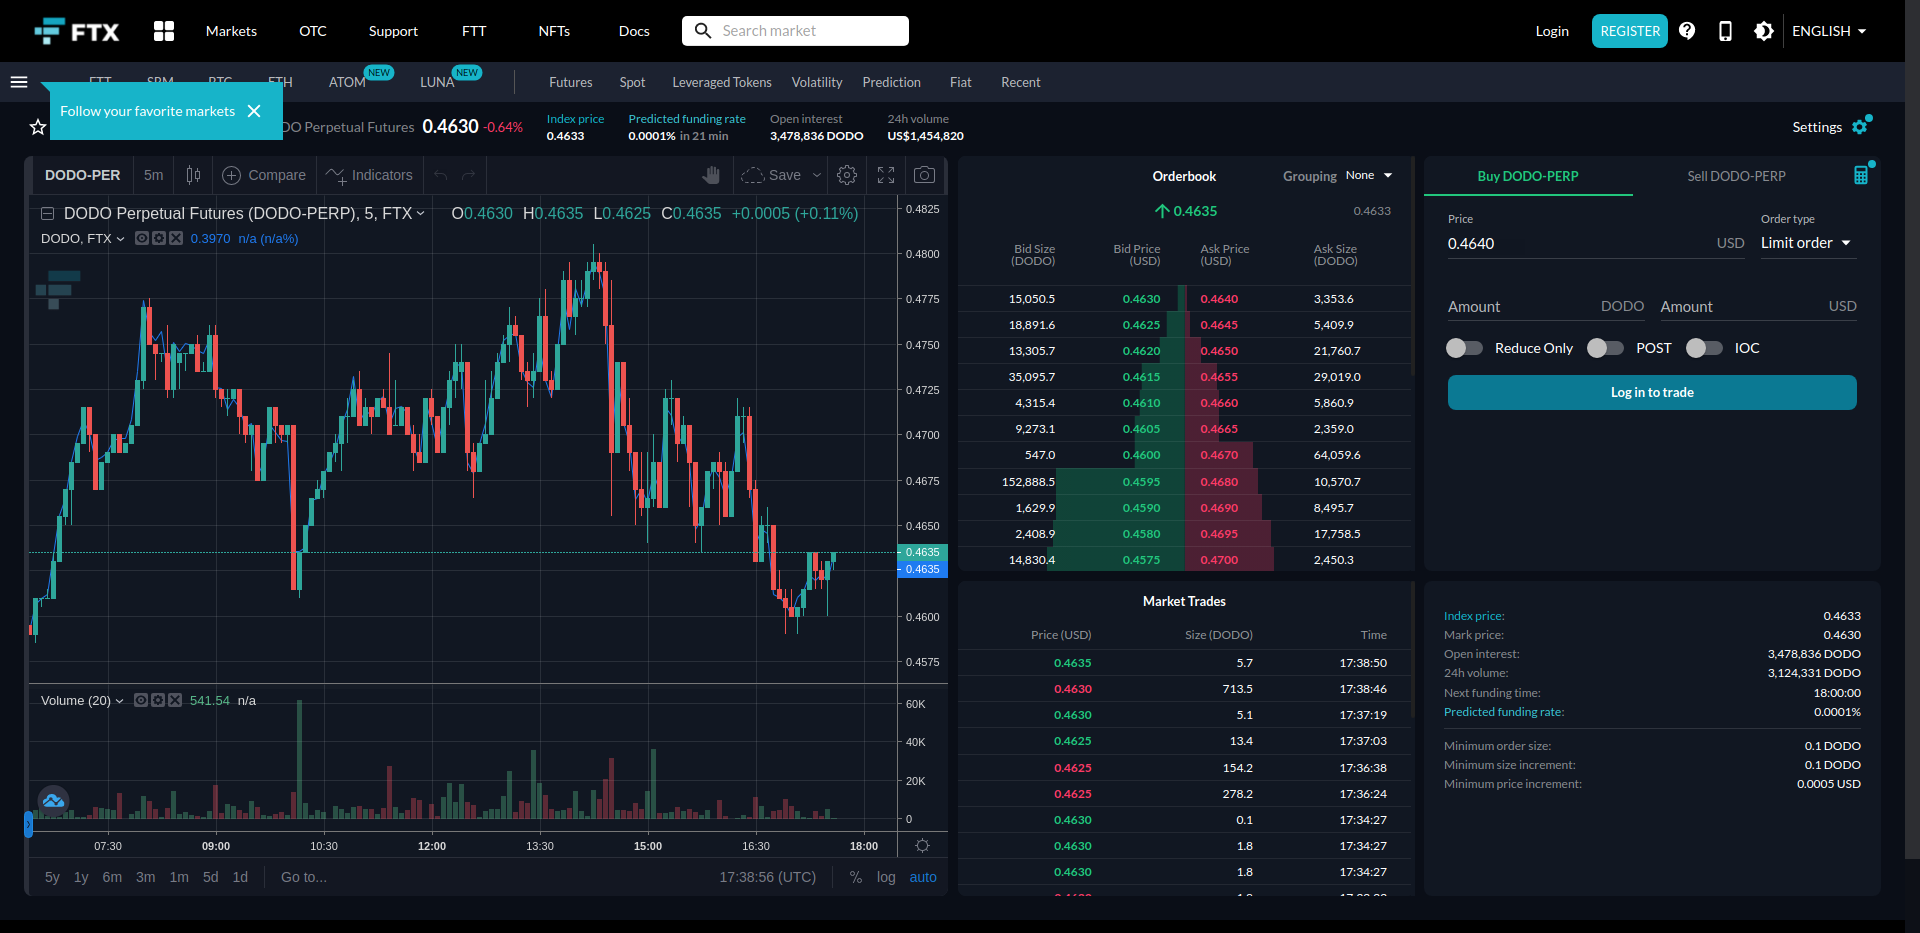 FTX
Markets
OTC
Support
FTT
NFTs
Docs
Search market
Login
REGISTER
ENGLISH
ATOM NEW
LUNA NEW
Futures
Spot
Leveraged Tokens
Volatility
Prediction
Fiat
Recent
Follow your favorite markets
DO Perpetual Futures 0.4630 -0.64%
Index price
0.4633
Predicted funding rate
0.0001% in 21 min
Open interest
3,478,836 DODO
24h volume
US$1,454,820
Settings
DODO-PER 5m Compare Indicators Save
DODO Perpetual Futures (DODO-PERP), 5, FTX O0.4630 H0.4635 L0.4625 C0.4635 +0.0005 (+0.11%)
DODO, FTX 0.3970 n/a (n/a%)
0.4825
0.4800
0.4775
0.4750
0.4725
0.4700
0.4675
0.4650
0.4635
0.4635
0.4600
0.4575
Volume (20) 541.54 n/a
60K
40K
20K
0
07:30 09:00 10:30 12:00 13:30 15:00 16:30 18:00
5y 1y 6m 3m 1m 5d 1d Go to... 17:38:56 (UTC) % log auto
Orderbook Grouping None
0.4635 0.4633
Bid Size (DODO) Bid Price (USD) Ask Price (USD) Ask Size (DODO)
15,050.5 0.4630 0.4640 3,353.6
18,891.6 0.4625 0.4645 5,409.9
13,305.7 0.4620 0.4650 21,760.7
35,095.7 0.4615 0.4655 29,019.0
4,315.4 0.4610 0.4660 5,860.9
9,273.1 0.4605 0.4665 2,359.0
547.0 0.4600 0.4670 64,059.6
152,888.5 0.4595 0.4680 10,570.7
1,629.9 0.4590 0.4690 8,495.7
2,408.9 0.4580 0.4695 17,758.5
14,830.4 0.4575 0.4700 2,450.3
Market Trades
Price (USD) Size (DODO) Time
0.4635 5.7 17:38:50
0.4630 713.5 17:38:46
0.4630 5.1 17:37:19
0.4625 13.4 17:37:03
0.4625 154.2 17:36:38
0.4625 278.2 17:36:24
0.4630 0.1 17:34:27
0.4630 1.8 17:34:27
0.4630 1.8 17:34:27
Buy DODO-PERP Sell DODO-PERP
Price Order type
0.4640 USD Limit order
Amount DODO Amount USD
Reduce Only POST IOC
Log in to trade
Index price: 0.4633
Mark price: 0.4630
Open interest: 3,478,836 DODO
24h volume: 3,124,331 DODO
Next funding time: 18:00:00
Predicted funding rate: 0.0001%
Minimum order size: 0.1 DODO
Minimum size increment: 0.1 DODO
Minimum price increment: 0.0005 USD